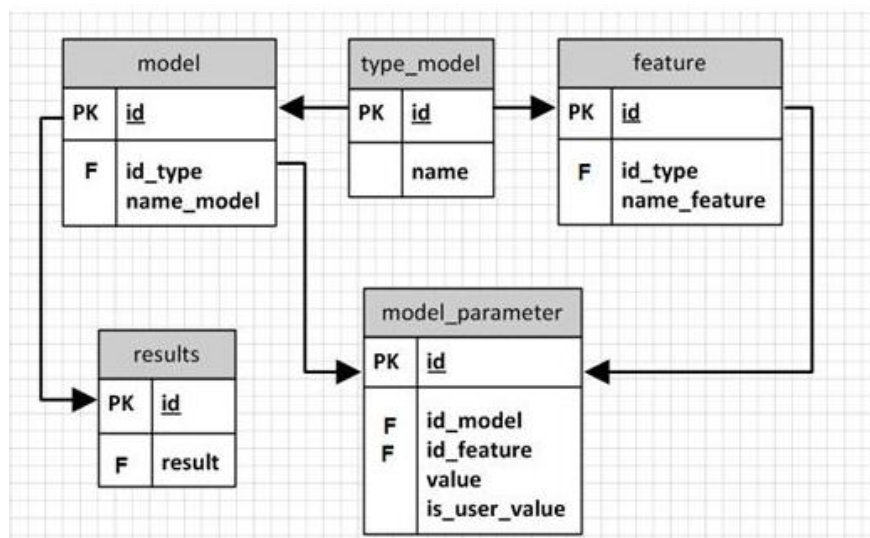 model
PK id
F id_type
name_model
type_model
PK id
name
feature
PK id
F id_type
name_feature
results
PK id
F result
model_parameter
PK id
F id_model
F id_feature
value
is_user_value